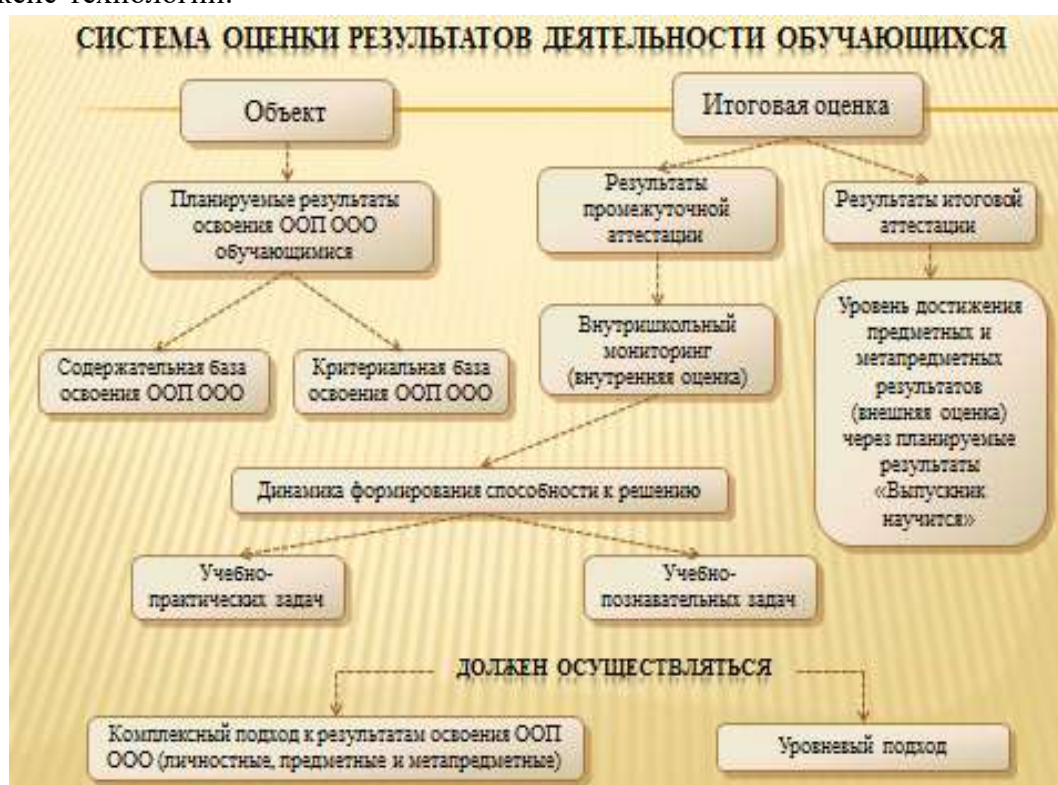 СИСТЕМА ОЦЕНКИ РЕЗУЛЬТАТОВ ДЕЯТЕЛЬНОСТИ ОБУЧАЮЩИХСЯ
Объект
Итоговая оценка
Планируемые результаты
освоения ООП ООО
обучающимися
Результаты
промежуточной
аттестации
Результаты итоговой
аттестации
Содержательная база
освоения ООП ООО
Критериальная база
освоения ООП ООО
Внутришкольный
мониторинг
(внутренняя оценка)
Уровень достижения
предметных и
метапредметных
результатов
(внешняя оценка)
через планируемые
результаты
«Выпускник
научится»
Динамика формирования способности к решению
Учебно-
практических задач
Учебно-
познавательных задач
ДОЛЖЕН ОСУЩЕСТВЛЯТЬСЯ
Комплексный подход к результатам освоения ООП
ООО (личностные, предметные и метапредметные)
Уровневый подход